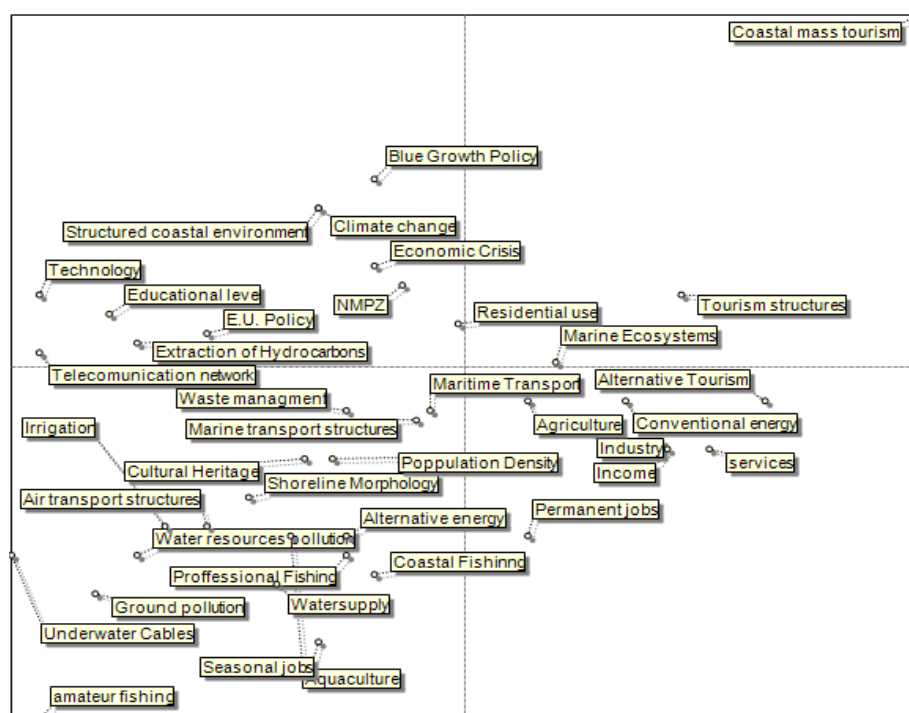 Coastal mass tourism
Blue Growth Policy
Structured coastal environment
Climate change
Economic Crisis
Technology
Educational leve
NMPZ
Tourism structures
E.U. Policy
Residential use
Marine Ecosystems
Extraction of Hydrocarbons
Telecomunication network
Maritime Transport
Alternative Tourism
Waste managment
Irrigation
Marine transport structures
Agriculture
Conventional energy
Industry
Cultural Heritage
Poppulation Density
Income
services
Shoreline Morphology
Air transport structures
Alternative energy
Permanent jobs
Water resources pollution
Proffessional Fishing
Coastal Fishinng
Ground pollution
Watersupply
Underwater Cables
Seasonal jobs
Aquaculture
amateur fishing